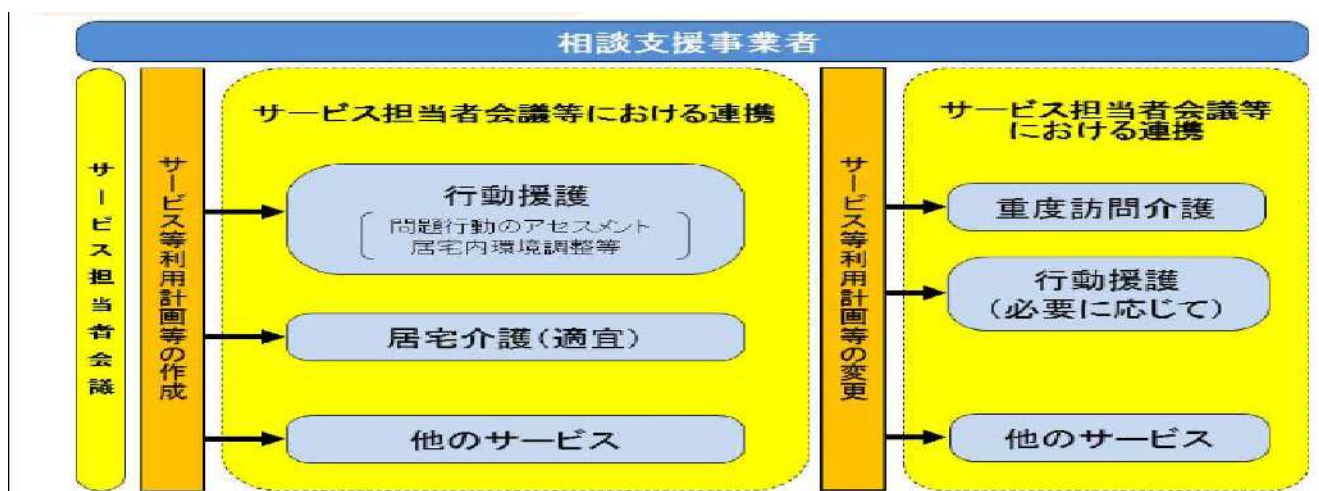 相談支援事業者
サービス担当者会議
サービス等利用計画等の作成
サービス担当者会議等における連携
行動援護
問題行動のアセスメント
居宅内環境調整等
居宅介護(適宜)
他のサービス
サービス等利用計画等の変更
サービス担当者会議等
における連携
重度訪問介護
行動援護
(必要に応じて)
他のサービス